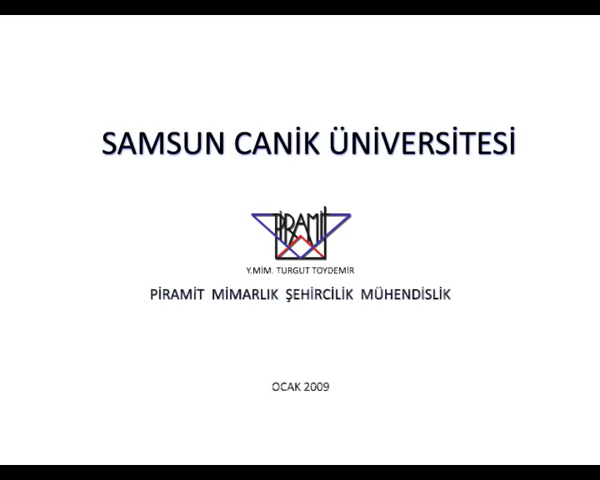 SAMSUN CANİK ÜNİVERSİTESİ
PİRAMİT
Y.MİM. TURGUT TOYDEMİR
PİRAMİT MİMARLIK ŞEHİRCİLİK MÜHENDİSLİK
OCAK 2009